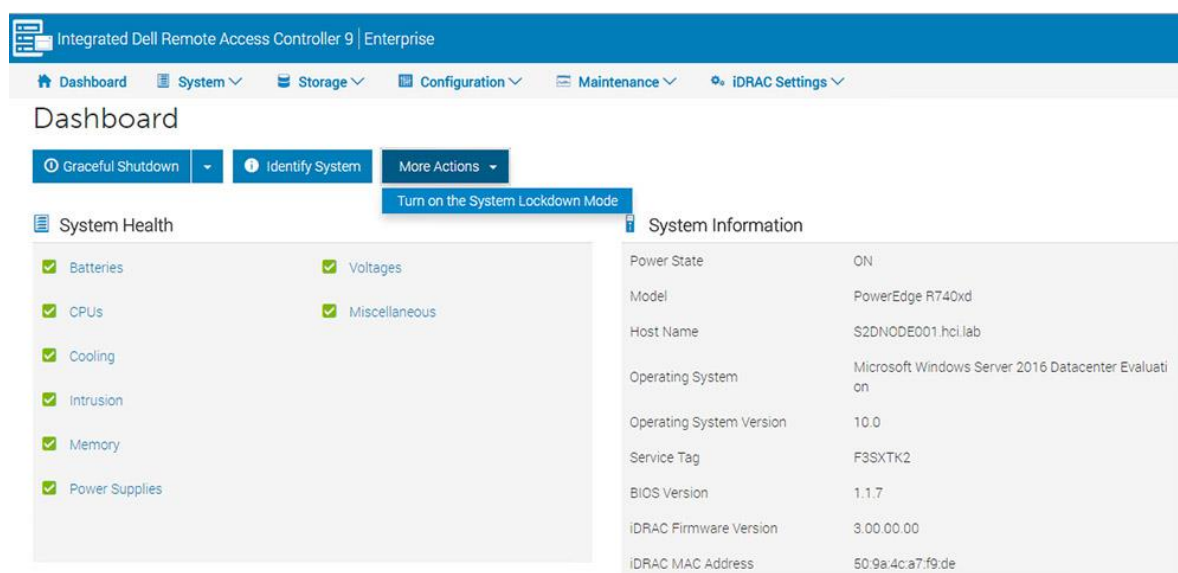 Integrated Dell Remote Access Controller 9 | Enterprise
Dashboard System Storage Configuration Maintenance iDRAC Settings
Dashboard
Graceful Shutdown Identify System More Actions
Turn on the System Lockdown Mode
System Health
Batteries Voltages
CPUs Miscellaneous
Cooling
Intrusion
Memory
Power Supplies
System Information
Power State ON
Model PowerEdge R740xd
Host Name S2DNODE001.hci.lab
Operating System Microsoft Windows Server 2016 Datacenter Evaluati
on
Operating System Version 10.0
Service Tag F3SXTK2
BIOS Version 1.1.7
iDRAC Firmware Version 3.00.00.00
iDRAC MAC Address 50:9a:4c:a7:f9:de